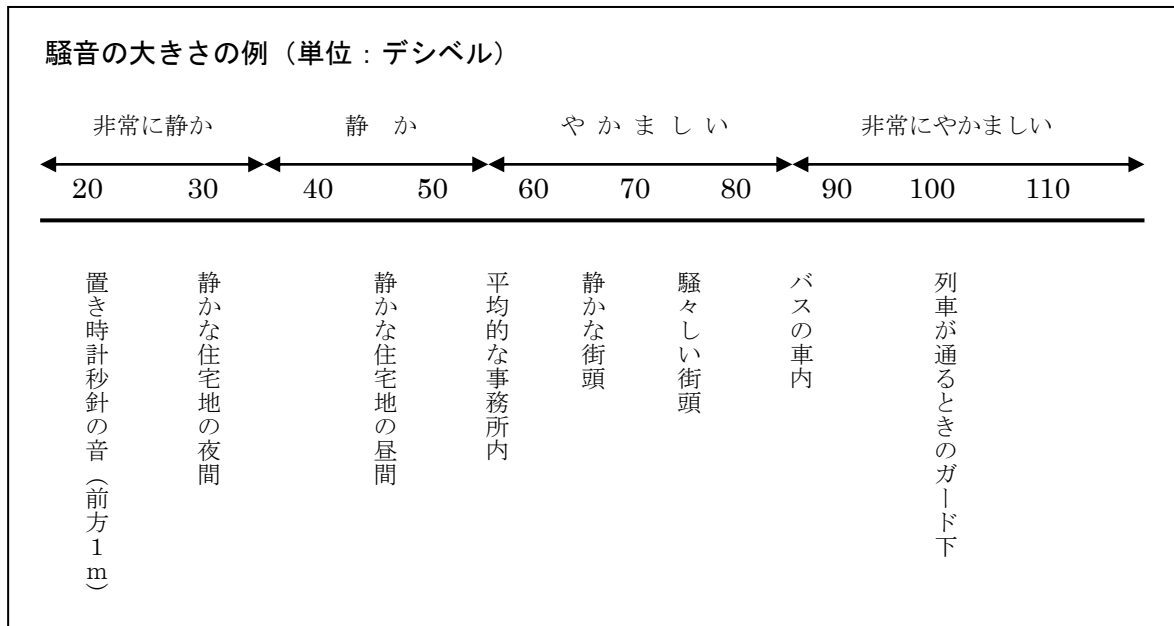 騒音の大きさの例（単位：デシベル）
非常に静か
静　か
や か ま し い
非常にやかましい
20 30 40 50 60 70 80 90 100 110
置き時計秒針の音（前方１ｍ）
静かな住宅地の夜間
静かな住宅地の昼間
平均的な事務所内
静かな街頭
騒々しい街頭
バスの車内
列車が通るときのガード下